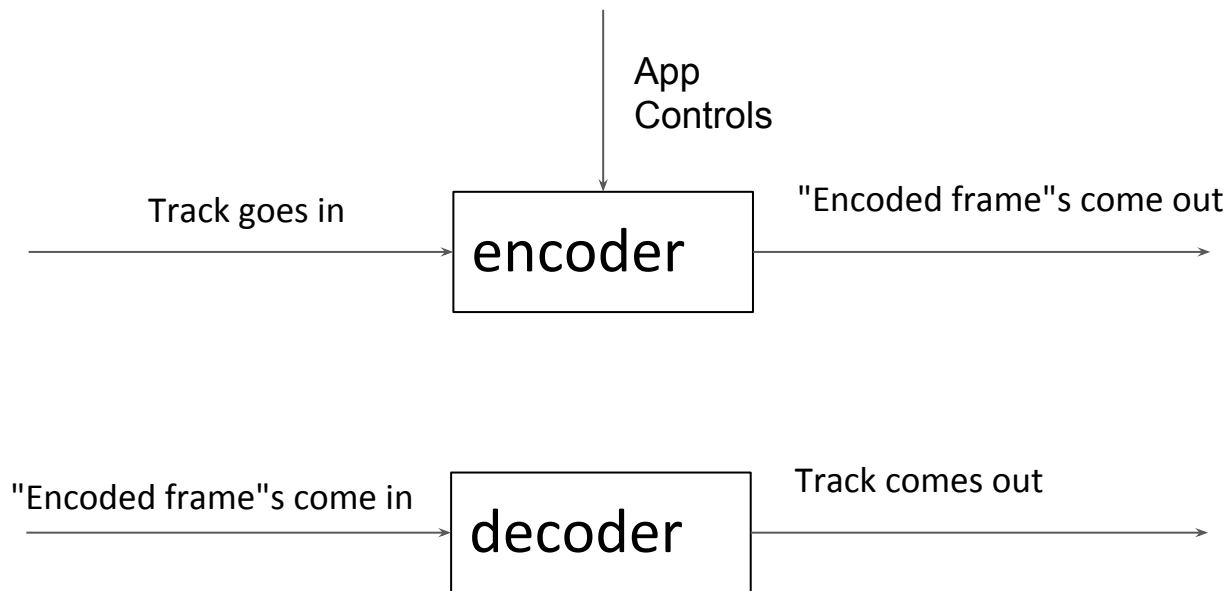 App
Controls
Track goes in
encoder
"Encoded frame"s come out
"Encoded frame"s come in
decoder
Track comes out